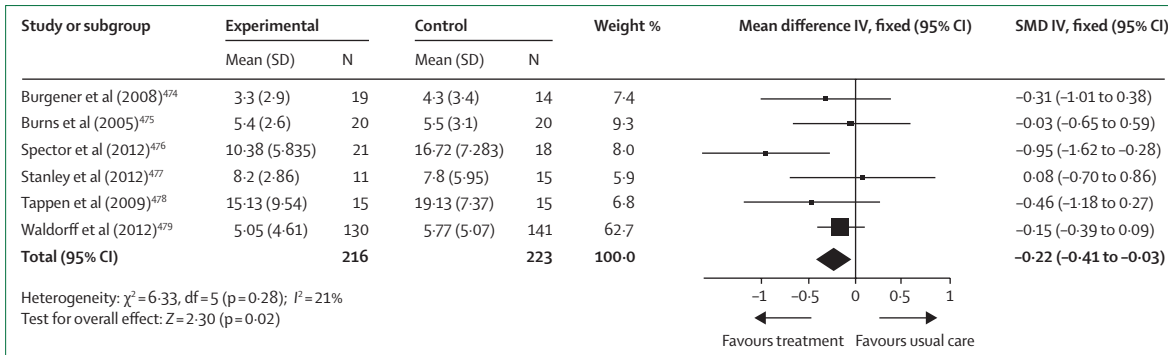 Study or subgroup Experimental Control Weight % Mean difference IV, fixed (95% CI) SMD IV, fixed (95% CI)
Mean (SD) N Mean (SD) N
Burgener et al (2008)⁴⁷⁴ 3·3 (2·9) 19 4·3 (3·4) 14 7·4 –0·31 (–1·01 to 0·38)
Burns et al (2005)⁴⁷⁵ 5·4 (2·6) 20 5·5 (3·1) 20 9·3 –0·03 (–0·65 to 0·59)
Spector et al (2012)⁴⁷⁶ 10·38 (5·835) 21 16·72 (7·283) 18 8·0 –0·95 (–1·62 to –0·28)
Stanley et al (2012)⁴⁷⁷ 8·2 (2·86) 11 7·8 (5·95) 15 5·9 0·08 (–0·70 to 0·86)
Tappen et al (2009)⁴⁷⁸ 15·13 (9·54) 15 19·13 (7·37) 15 6·8 –0·46 (–1·18 to 0·27)
Waldorff et al (2012)⁴⁷⁹ 5·05 (4·61) 130 5·77 (5·07) 141 62·7 –0·15 (–0·39 to 0·09)
Total (95% CI) 216 223 100·0 –0·22 (–0·41 to –0·03)
Heterogeneity: χ²=6·33, df=5 (p=0·28); I²=21%
Test for overall effect: Z=2·30 (p=0·02)
–1 –0·5 0 0·5 1
Favours treatment Favours usual care